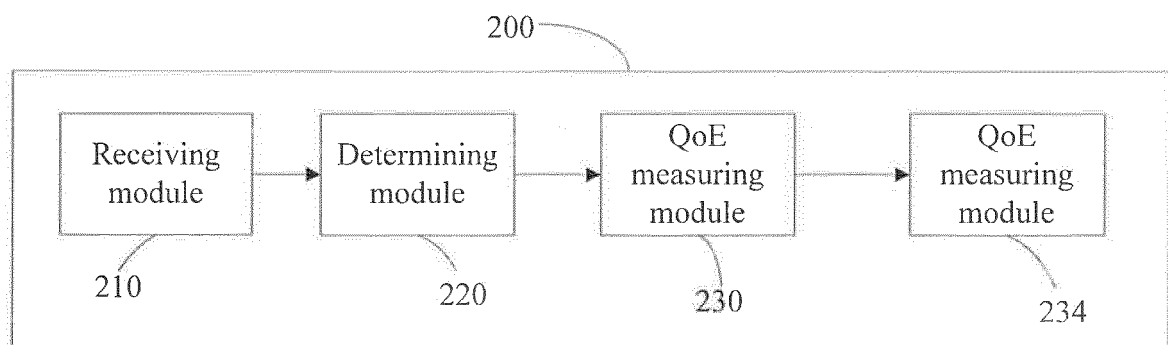 200
Receiving
module
Determining
module
QoE
measuring
module
QoE
measuring
module
210
220
230
234